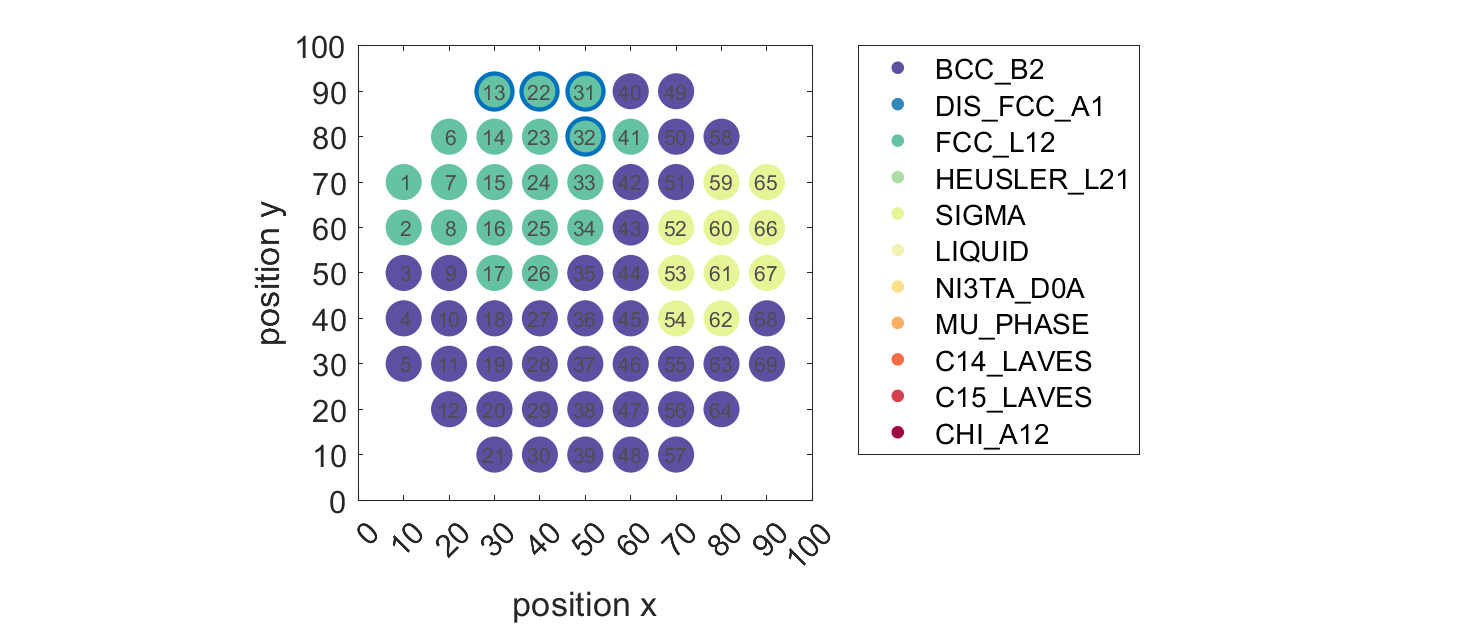 100
90
80
70
60
50
40
30
20
10
0
position y
13 22 31 40 49
6 14 23 32 41 50 58
1 7 15 24 33 42 51 59 65
2 8 16 25 34 43 52 60 66
3 9 17 26 35 44 53 61 67
4 10 18 27 36 45 54 62 68
5 11 19 28 37 46 55 63 69
12 20 29 38 47 56 64
21 30 39 48 57
0 10 20 30 40 50 60 70 80 90 100
position x
BCC_B2
DIS_FCC_A1
FCC_L12
HEUSLER_L21
SIGMA
LIQUID
NI3TA_D0A
MU_PHASE
C14_LAVES
C15_LAVES
CHI_A12